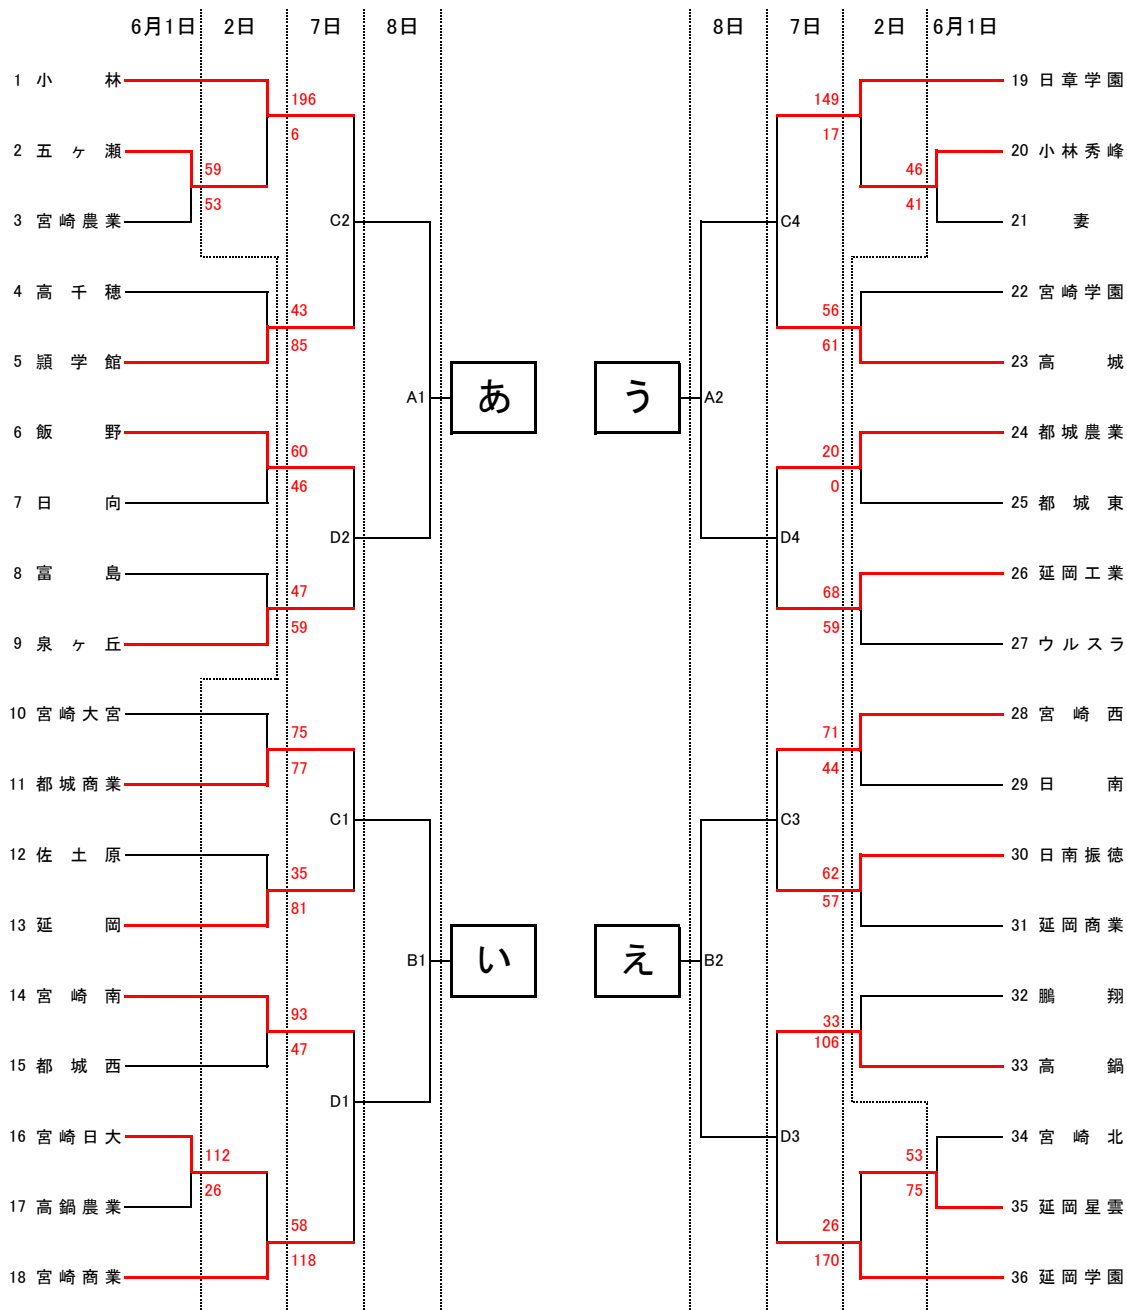 6月1日 2日 7日 8日
8日 7日 2日 6月1日
1 小林
196
6
2 五ヶ瀬
59
53
3 宮崎農業
C2
4 高千穂
43
85
5 頴学館
A1
あ
6 飯野
60
46
7 日向
D2
8 富島
47
59
9 泉ヶ丘
10 宮崎大宮
75
77
11 都城商業
C1
12 佐土原
35
81
13 延岡
B1
い
14 宮崎南
93
47
15 都城西
D1
16 宮崎日大
112
26
17 高鍋農業
58
118
18 宮崎商業
19 日章学園
149
17
20 小林秀峰
46
41
21 妻
C4
22 宮崎学園
56
61
23 高城
う
A2
24 都城農業
20
0
25 都城東
D4
26 延岡工業
68
59
27 ウルスラ
28 宮崎西
71
44
29 日南
C3
30 日南振徳
62
57
31 延岡商業
え
B2
32 鵬翔
33
106
33 高鍋
D3
34 宮崎北
53
75
35 延岡星雲
26
170
36 延岡学園